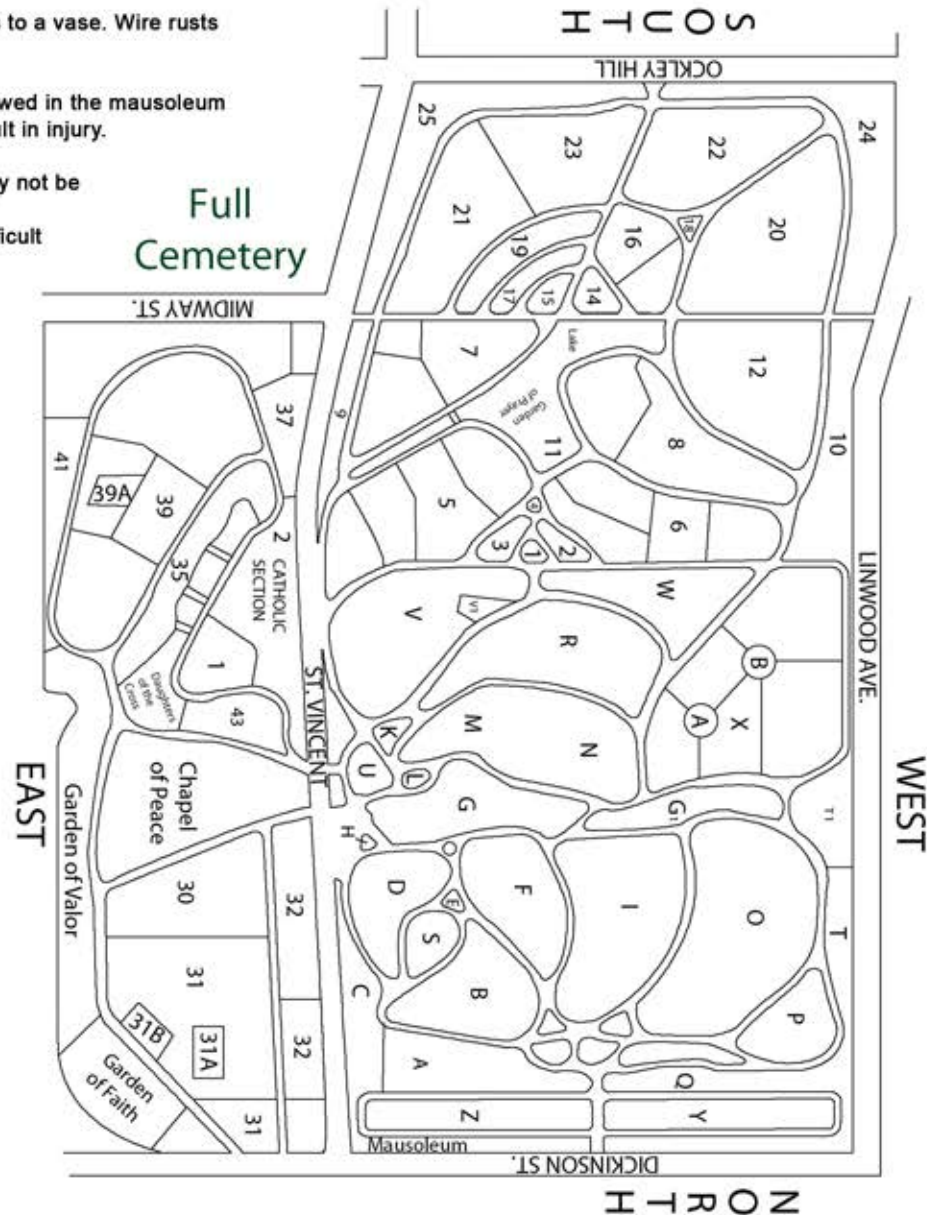 s to a vase. Wire rusts
wed in the mausoleum
ult in injury.
y not be
ficult
Full
Cemetery
SOUTH
OCKLEY HILL
25
24
23
22
21
20
19
18
17
16
15
14
MIDWAY ST.
Lake
Garden
of Prayer
7
12
11
10
9
8
6
5
4
3
1
2
37
41
39A
39
35
2
CATHOLIC
SECTION
1
Daughters
of the
Cross
43
ST. VINCENT
LINWOOD AVE.
WEST
EAST
V
V1
W
R
B
A
X
M
N
K
U
L
G
G1
T1
H
D
E
F
S
I
O
T
C
B
P
A
Q
Z
Y
Mausoleum
Chapel
of Peace
Garden of Valor
30
32
31
31B
31A
32
Garden
of Faith
31
DICKINSON ST.
NORTH